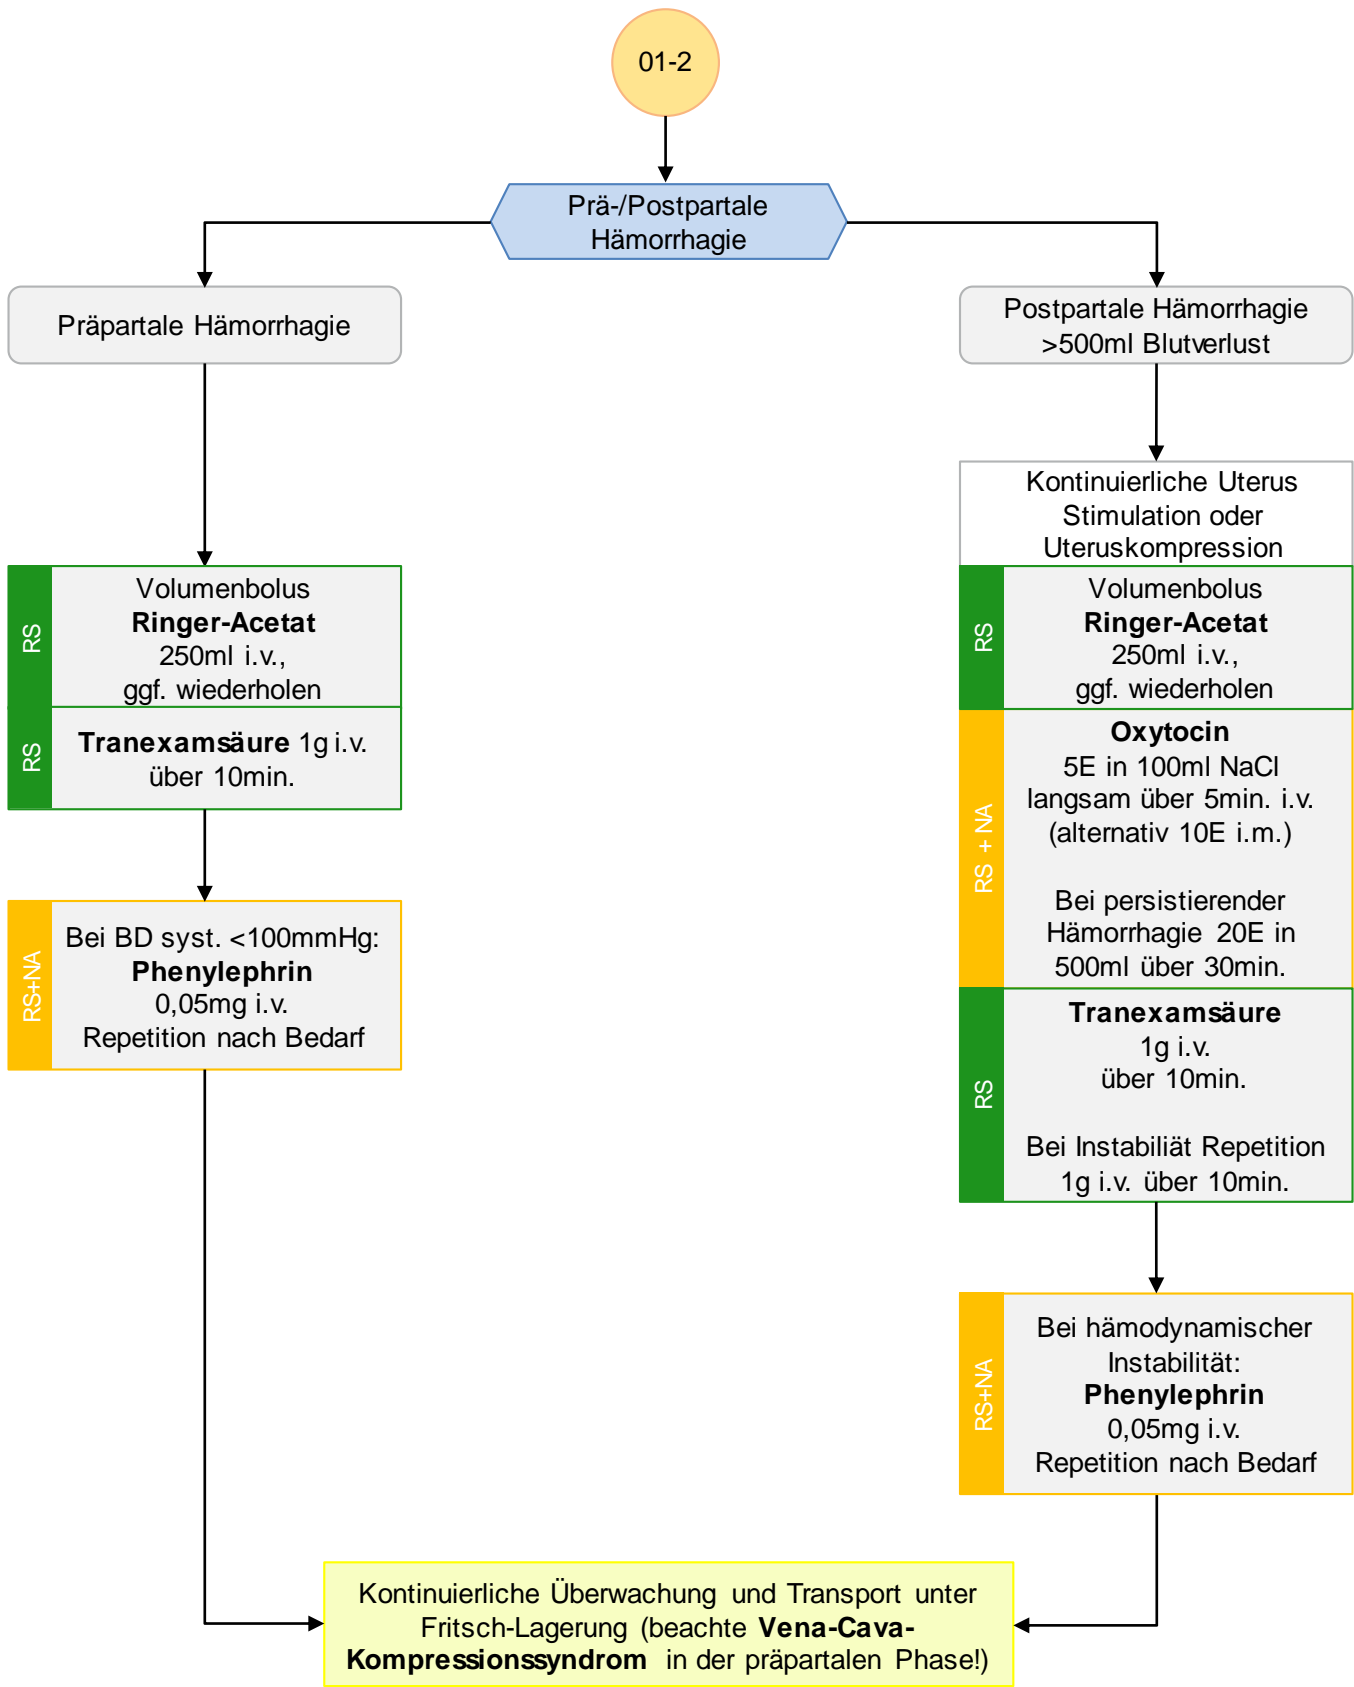 01-2
Prä-/Postpartale
Hämorrhagie
Präpartale Hämorrhagie
RS
Volumenbolus
Ringer-Acetat
250ml i.v.,
ggf. wiederholen
RS
Tranexamsäure 1g i.v.
über 10min.
RS+NA
Bei BD syst. <100mmHg:
Phenylephrin
0,05mg i.v.
Repetition nach Bedarf
Postpartale Hämorrhagie
>500ml Blutverlust
Kontinuierliche Uterus
Stimulation oder
Uteruskompression
RS
Volumenbolus
Ringer-Acetat
250ml i.v.,
ggf. wiederholen
RS + NA
Oxytocin
5E in 100ml NaCl
langsam über 5min. i.v.
(alternativ 10E i.m.)
Bei persistierender
Hämorrhagie 20E in
500ml über 30min.
RS
Tranexamsäure
1g i.v.
über 10min.
Bei Instabiliät Repetition
1g i.v. über 10min.
RS+NA
Bei hämodynamischer
Instabilität:
Phenylephrin
0,05mg i.v.
Repetition nach Bedarf
Kontinuierliche Überwachung und Transport unter
Fritsch-Lagerung (beachte Vena-Cava-
Kompressionssyndrom in der präpartalen Phase!)